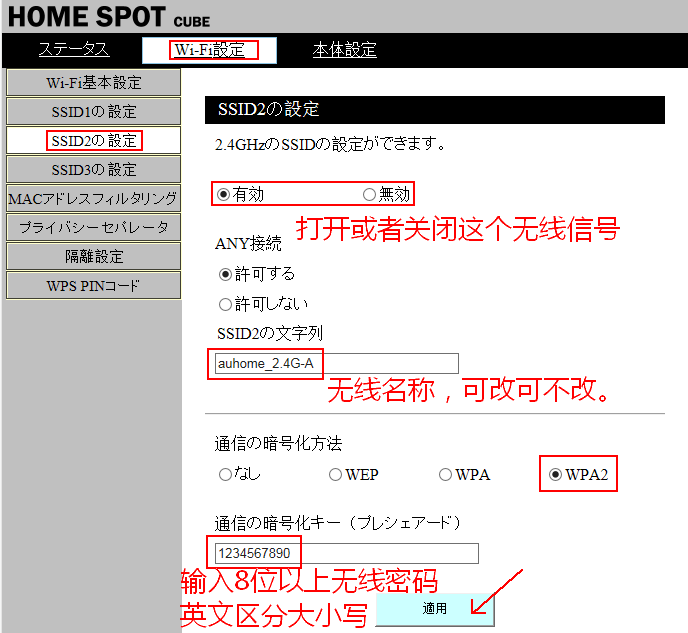 HOME SPOT CUBE
ステータス Wi-Fi設定 本体設定
Wi-Fi基本設定
SSID1の設定
SSID2の設定
SSID3の設定
MACアドレスフィルタリング
プライバシーセパレータ
隔離設定
WPS PINコード
SSID2の設定
2.4GHzのSSIDの設定ができます。
有効 無効
打开或者关闭这个无线信号
ANY接続
許可する
許可しない
SSID2の文字列
auhome_2.4G-A
无线名称，可改可不改。
通信の暗号化方法
なし WEP WPA WPA2
通信の暗号化キー（プレシェアード）
1234567890
输入8位以上无线密码
英文区分大小写
適用